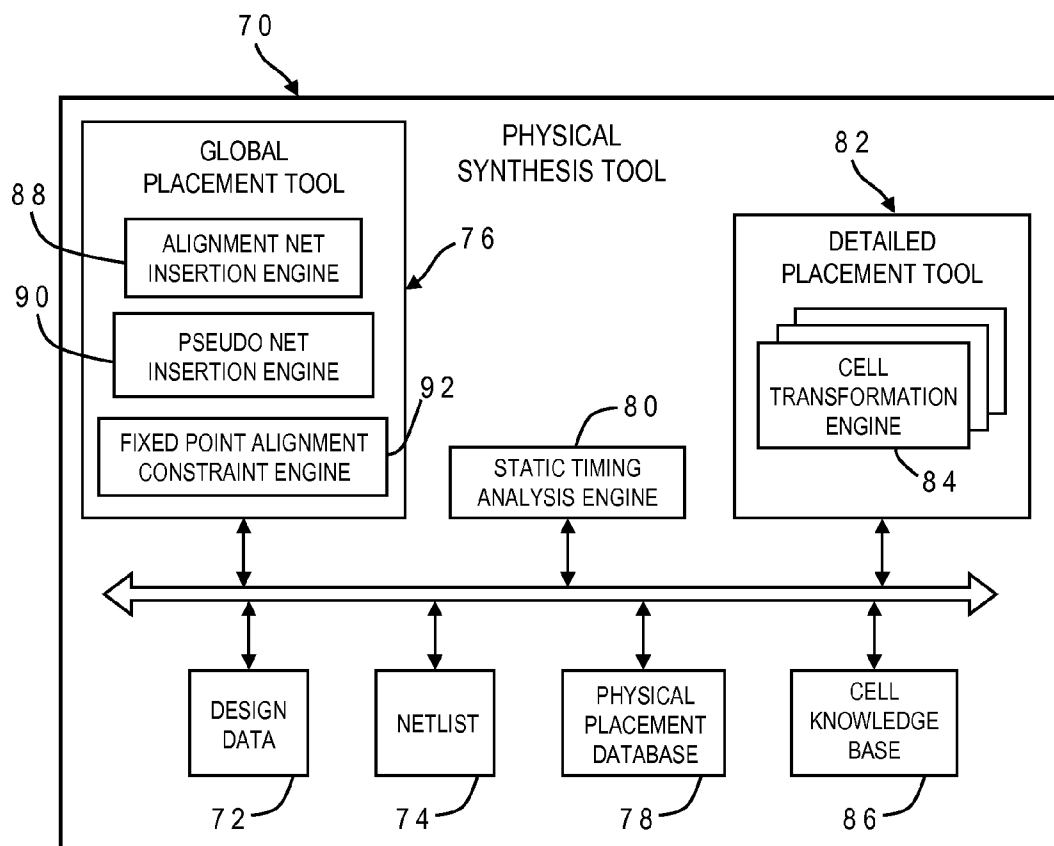 70
PHYSICAL
SYNTHESIS TOOL
GLOBAL
PLACEMENT TOOL
88
ALIGNMENT NET
INSERTION ENGINE
76
90
PSEUDO NET
INSERTION ENGINE
92
FIXED POINT ALIGNMENT
CONSTRAINT ENGINE
80
STATIC TIMING
ANALYSIS ENGINE
82
DETAILED
PLACEMENT TOOL
CELL
TRANSFORMATION
ENGINE
84
DESIGN
DATA
72
NETLIST
74
PHYSICAL
PLACEMENT
DATABASE
78
CELL
KNOWLEDGE
BASE
86